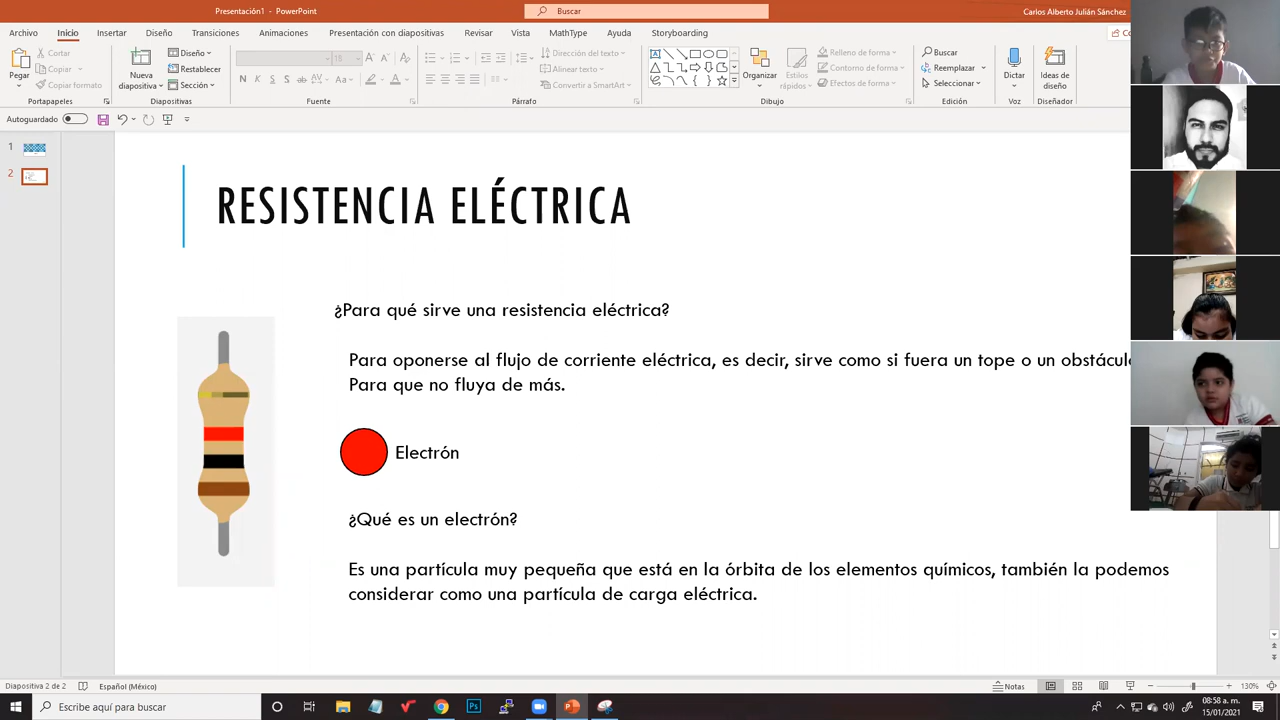 Presentación1 - PowerPoint
Buscar
Carlos Alberto Julián Sánchez
Archivo Inicio Insertar Diseño Transiciones Animaciones Presentación con diapositivas Revisar Vista MathType Ayuda Storyboarding
Pegar
Cortar
Copiar
Copiar formato
Portapapeles
Nueva
diapositiva
Diseño
Restablecer
Sección
Diapositivas
18
N K S S ab AV Aa A
Fuente
Dirección del texto
Alinear texto
Convertir a SmartArt
Párrafo
Organizar
Estilos
rápidos
Relleno de forma
Contorno de forma
Efectos de forma
Dibujo
Buscar
Reemplazar
Seleccionar
Edición
Dictar
Voz
Ideas de
diseño
Diseñador
Autoguardado
1
2
RESISTENCIA ELÉCTRICA
¿Para qué sirve una resistencia eléctrica?
Para oponerse al flujo de corriente eléctrica, es decir, sirve como si fuera un tope o un
Para que no fluya de más.
Electrón
¿Qué es un electrón?
Es una partícula muy pequeña que está en la órbita de los elementos químicos, también la podemos
considerar como una partícula de carga eléctrica.
Diapositiva 2 de 2 Español (México) Notas 130%
Escribe aquí para buscar
08:58 a. m.
15/01/2021